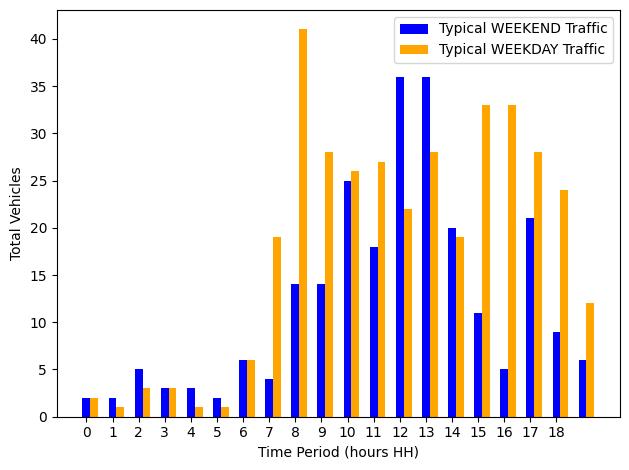 Typical WEEKEND Traffic
Typical WEEKDAY Traffic
Total Vehicles
40
35
30
25
20
15
10
5
0
0 1 2 3 4 5 6 7 8 9 10 11 12 13 14 15 16 17 18
Time Period (hours HH)